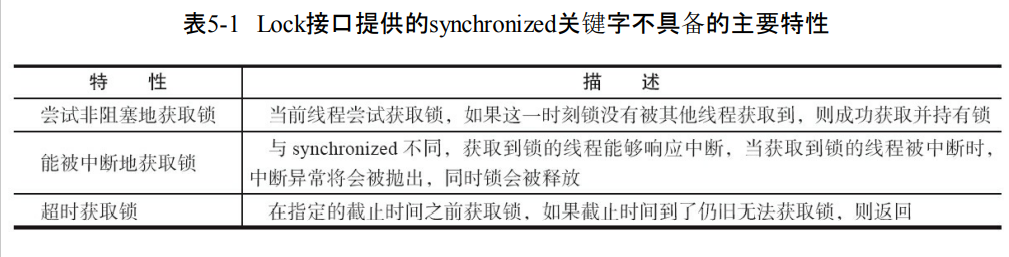 表5-1 Lock接口提供的synchronized关键字不具备的主要特性
特 性 描 述
尝试非阻塞地获取锁 当前线程尝试获取锁，如果这一时刻锁没有被其他线程获取到，则成功获取并持有锁
能被中断地获取锁 与 synchronized 不同，获取到锁的线程能够响应中断，当获取到锁的线程被中断时，
中断异常将会被抛出，同时锁会被释放
超时获取锁 在指定的截止时间之前获取锁，如果截止时间到了仍旧无法获取锁，则返回